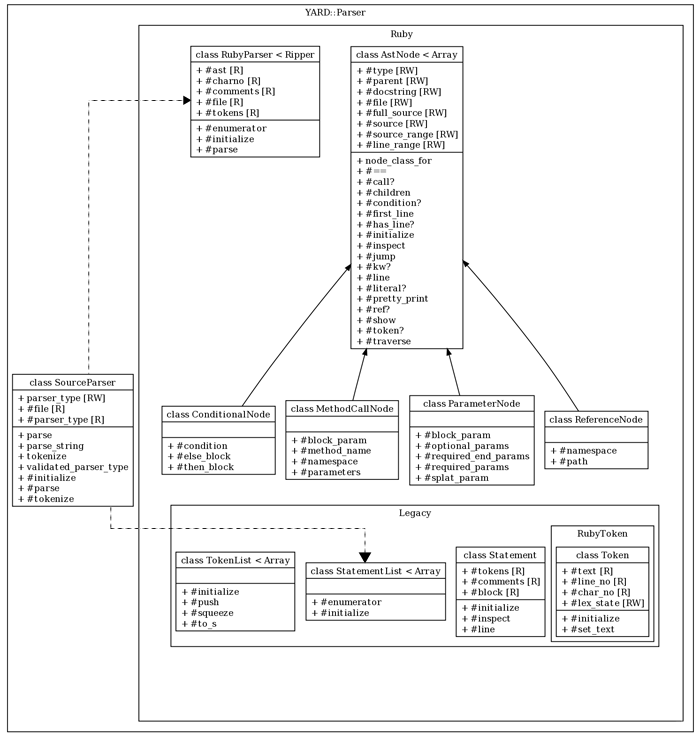 YARD::Parser
Ruby
class RubyParser < Ripper
+ #ast [R]
+ #charno [R]
+ #comments [R]
+ #file [R]
+ #tokens [R]
+ #enumerator
+ #initialize
+ #parse
class AstNode < Array
+ #type [RW]
+ #parent [RW]
+ #docstring [RW]
+ #file [RW]
+ #full_source [RW]
+ #source [RW]
+ #source_range [RW]
+ #line_range [RW]
+ node_class_for
+ #==
+ #call?
+ #children
+ #condition?
+ #first_line
+ #has_line?
+ #initialize
+ #inspect
+ #jump
+ #kw?
+ #line
+ #literal?
+ #pretty_print
+ #ref?
+ #show
+ #token?
+ #traverse
class SourceParser
+ parser_type [RW]
+ #file [R]
+ #parser_type [R]
+ parse
+ parse_string
+ tokenize
+ validated_parser_type
+ #initialize
+ #parse
+ #tokenize
class ConditionalNode
+ #condition
+ #else_block
+ #then_block
class MethodCallNode
+ #block_param
+ #method_name
+ #namespace
+ #parameters
class ParameterNode
+ #block_param
+ #optional_params
+ #required_end_params
+ #required_params
+ #splat_param
class ReferenceNode
+ #namespace
+ #path
Legacy
class TokenList < Array
+ #initialize
+ #push
+ #squeeze
+ #to_s
class StatementList < Array
+ #enumerator
+ #initialize
class Statement
+ #tokens [R]
+ #comments [R]
+ #block [R]
+ #initialize
+ #inspect
+ #line
RubyToken
class Token
+ #text [R]
+ #line_no [R]
+ #char_no [R]
+ #lex_state [RW]
+ #initialize
+ #set_text